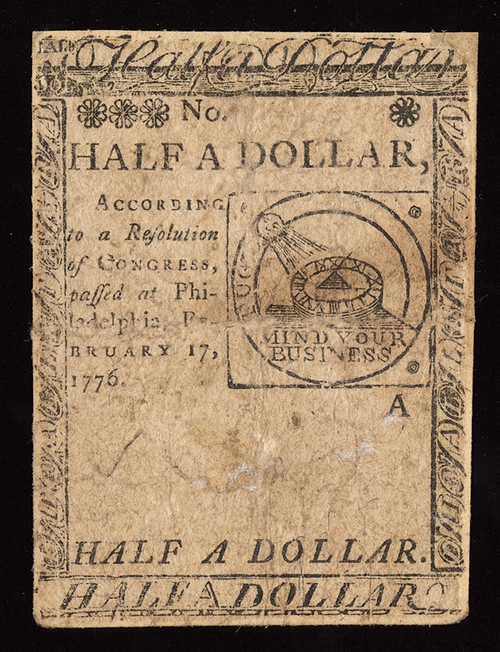 Half a Dollar
No.
HALF A DOLLAR,
ACCORDING
to a Reſolution
of CONGRESS,
paſſed at Phi-
ladelphia, Fe-
BRUARY 17,
1776.
MIND YOUR
BUSINESS
A
HALF A DOLLAR.
HALF A DOLLAR